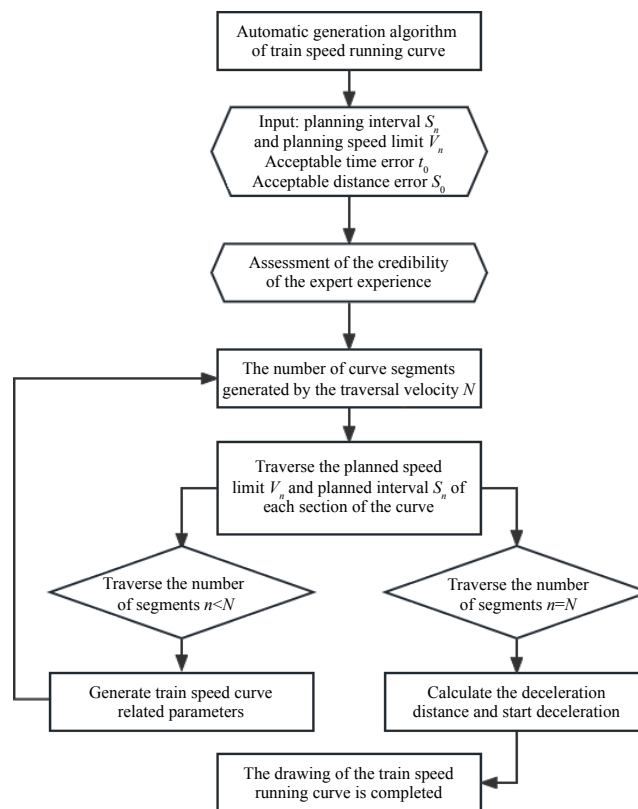 Automatic generation algorithm
of train speed running curve
Input: planning interval Sₙ
and planning speed limit Vₙ
Acceptable time error t₀
Acceptable distance error S₀
Assessment of the credibility
of the expert experience
The number of curve segments
generated by the traversal velocity N
Traverse the planned speed
limit Vₙ and planned interval Sₙ of
each section of the curve
Traverse the number
of segments n<N
Traverse the number
of segments n=N
Generate train speed curve
related parameters
Calculate the deceleration
distance and start deceleration
The drawing of the train speed
running curve is completed